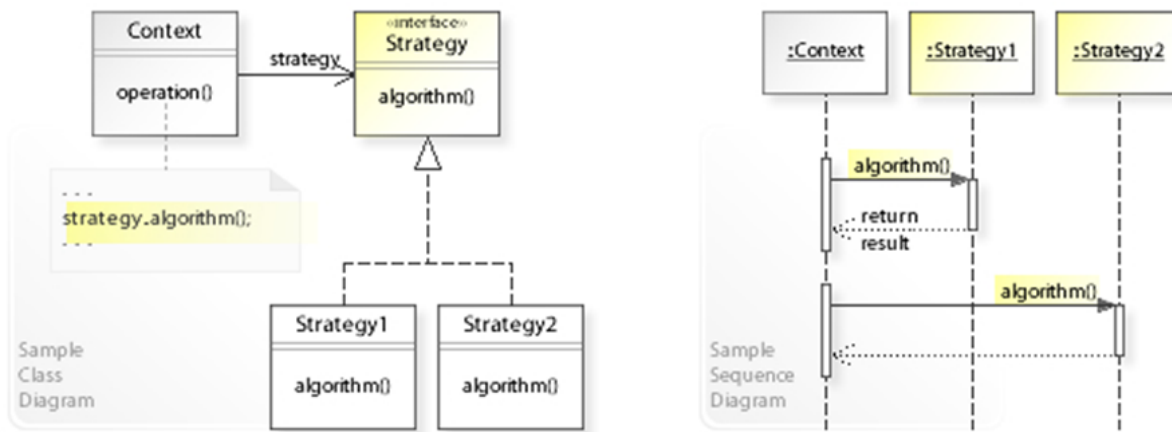 Context
operation()
strategy
«interface»
Strategy
algorithm()
- - -
strategy.algorithm();
- - -
Strategy1
algorithm()
Strategy2
algorithm()
Sample
Class
Diagram
:Context
:Strategy1
:Strategy2
algorithm()
return
result
algorithm()
Sample
Sequence
Diagram